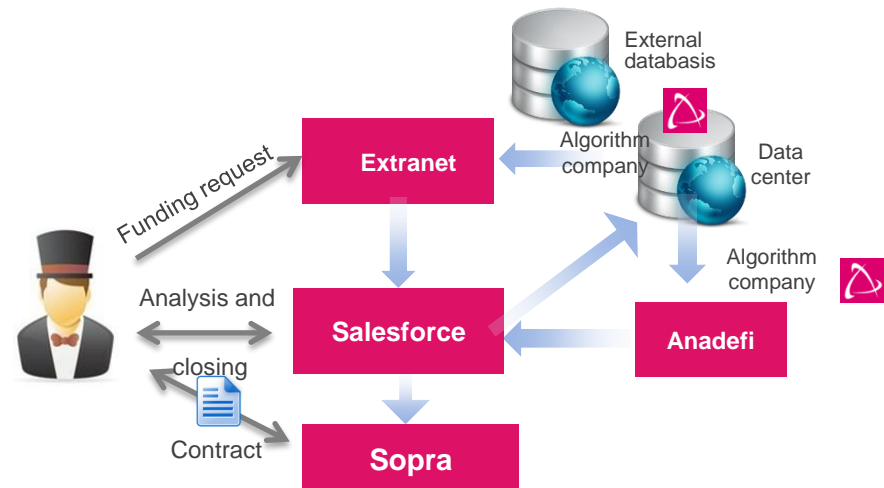 External
databasis
Algorithm
company
Data
center
Extranet
Funding request
Algorithm
company
Analysis and
closing
Salesforce
Anadefi
Contract
Sopra